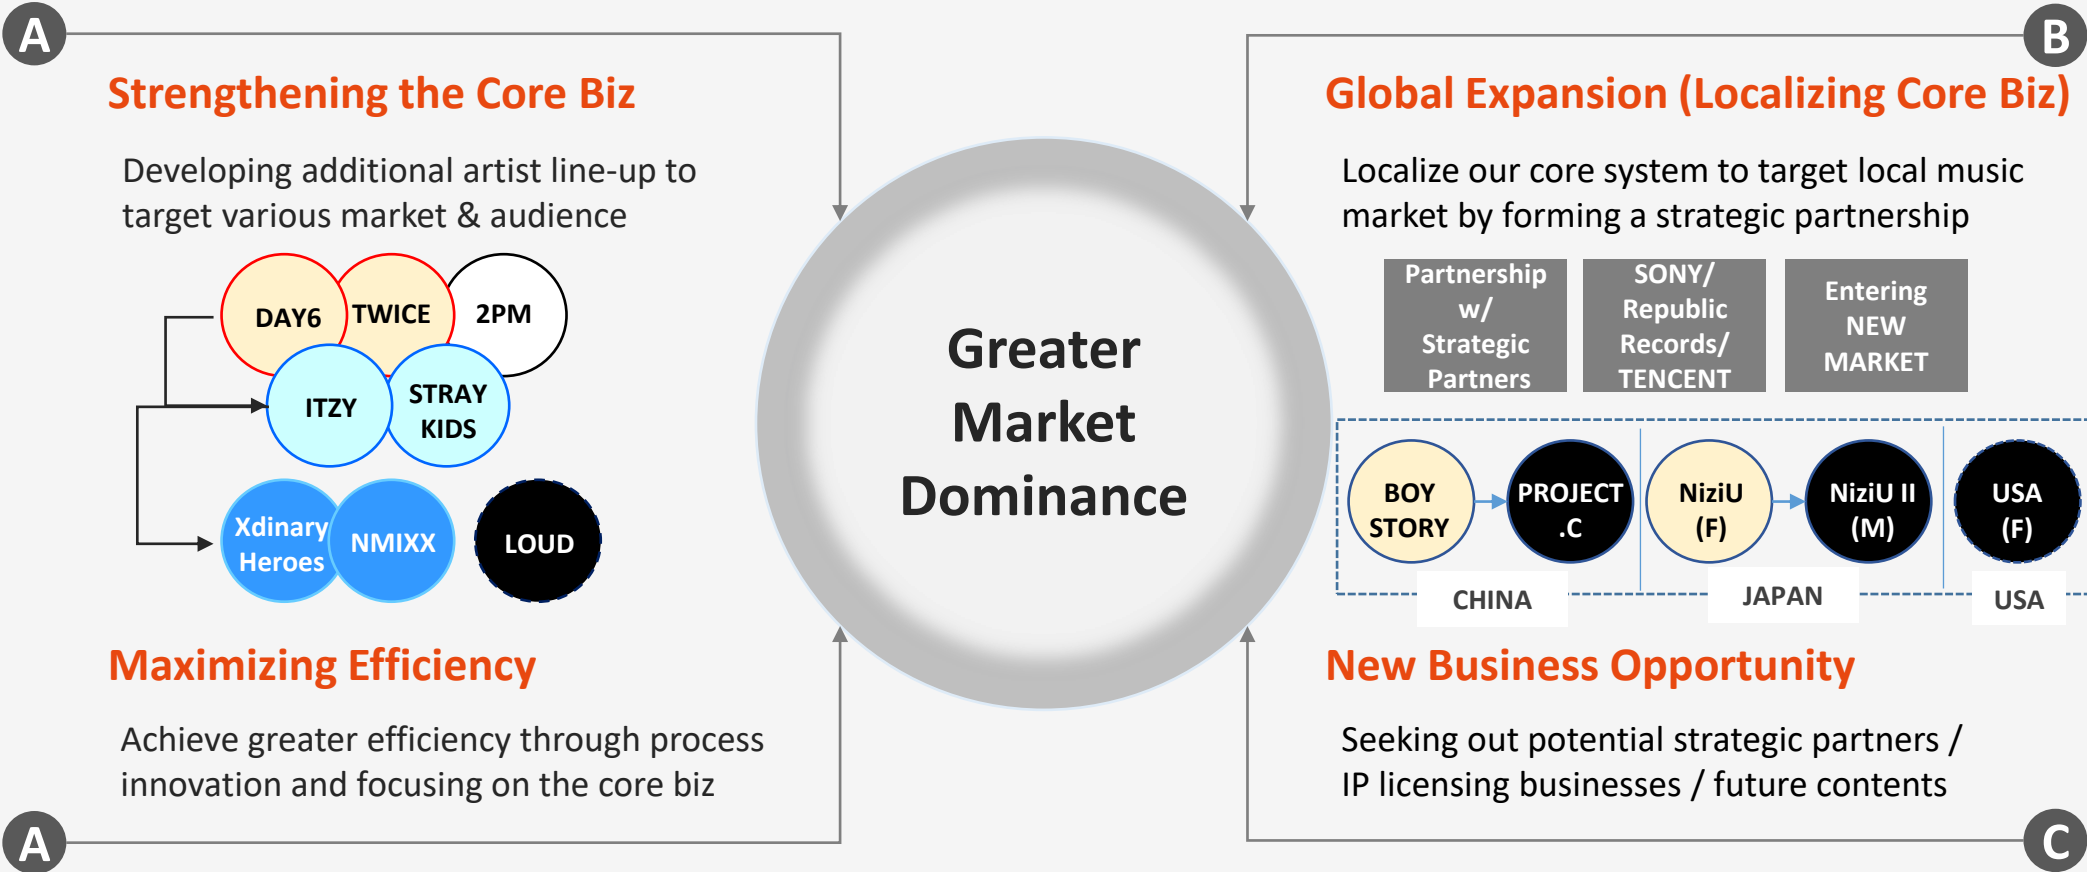 A
Strengthening the Core Biz
Developing additional artist line-up to
target various market & audience
DAY6
TWICE
2PM
ITZY
STRAY
KIDS
Xdinary
Heroes
NMIXX
LOUD
Maximizing Efficiency
Achieve greater efficiency through process
innovation and focusing on the core biz
A
Greater
Market
Dominance
B
Global Expansion (Localizing Core Biz)
Localize our core system to target local music
market by forming a strategic partnership
Partnership
w/
Strategic
Partners
SONY/
Republic
Records/
TENCENT
Entering
NEW
MARKET
BOY
STORY
PROJECT
.C
NiziU
(F)
NiziU II
(M)
USA
(F)
CHINA
JAPAN
USA
New Business Opportunity
Seeking out potential strategic partners /
IP licensing businesses / future contents
C